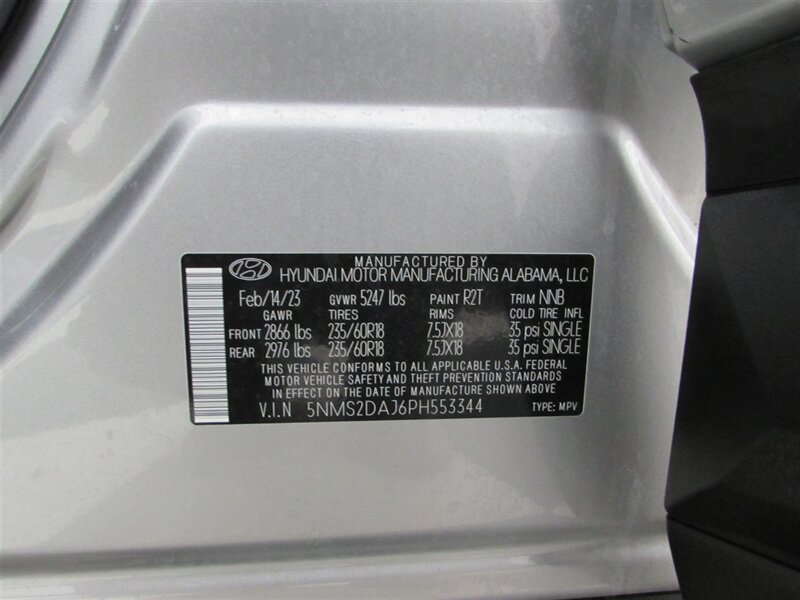 MANUFACTURED BY
HYUNDAI MOTOR MANUFACTURING ALABAMA, LLC
Feb/14/23 GVWR 5247 lbs PAINT R2T TRIM NNB
GAWR TIRES RIMS COLD TIRE INFL
FRONT 2866 lbs 235/60R18 7.5JX18 35 psi SINGLE
REAR 2976 lbs 235/60R18 7.5JX18 35 psi SINGLE
THIS VEHICLE CONFORMS TO ALL APPLICABLE U.S.A. FEDERAL
MOTOR VEHICLE SAFETY AND THEFT PREVENTION STANDARDS
IN EFFECT ON THE DATE OF MANUFACTURE SHOWN ABOVE
V.I.N 5NMS2DAJ6PH553344 TYPE: MPV